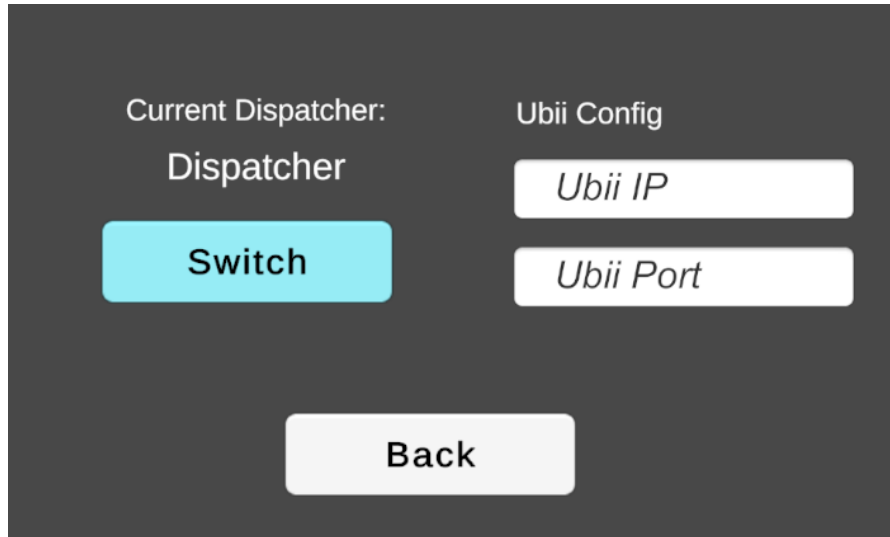 Current Dispatcher:
Dispatcher
Switch
Ubii Config
Ubii IP
Ubii Port
Back